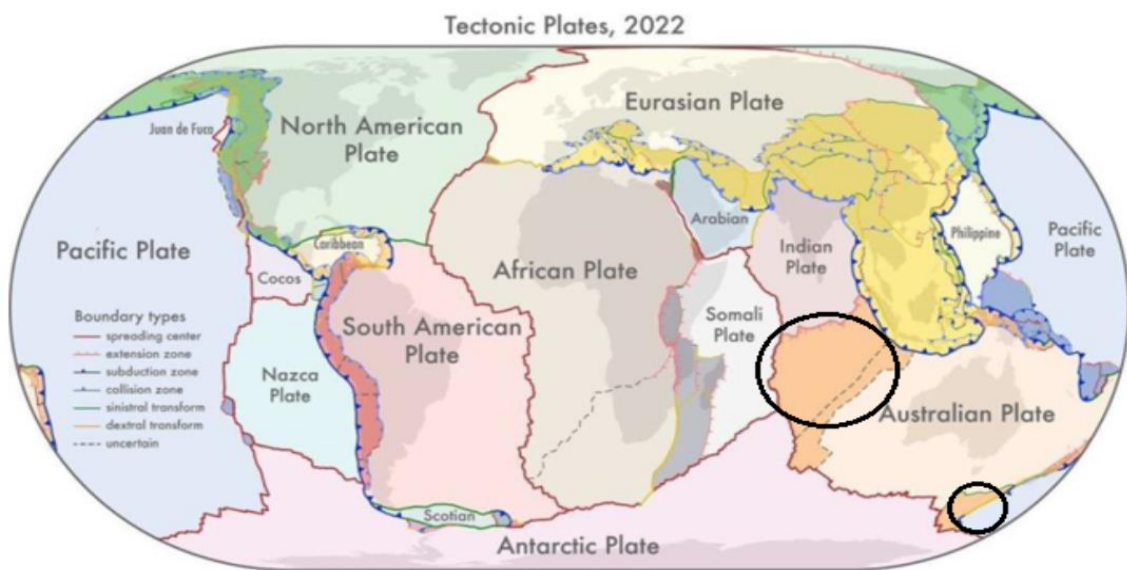 Tectonic Plates, 2022
Eurasian Plate
Juan de Fuca
North American
Plate
Arabian
Philippine
Pacific Plate
Caribbean
Indian
Plate
Pacific
Plate
Cocos
African Plate
Boundary types
spreading center
extension zone
subduction zone
collision zone
sinistral transform
dextral transform
uncertain
South American
Plate
Somali
Plate
Nazca
Plate
Australian Plate
Scotian
Antarctic Plate